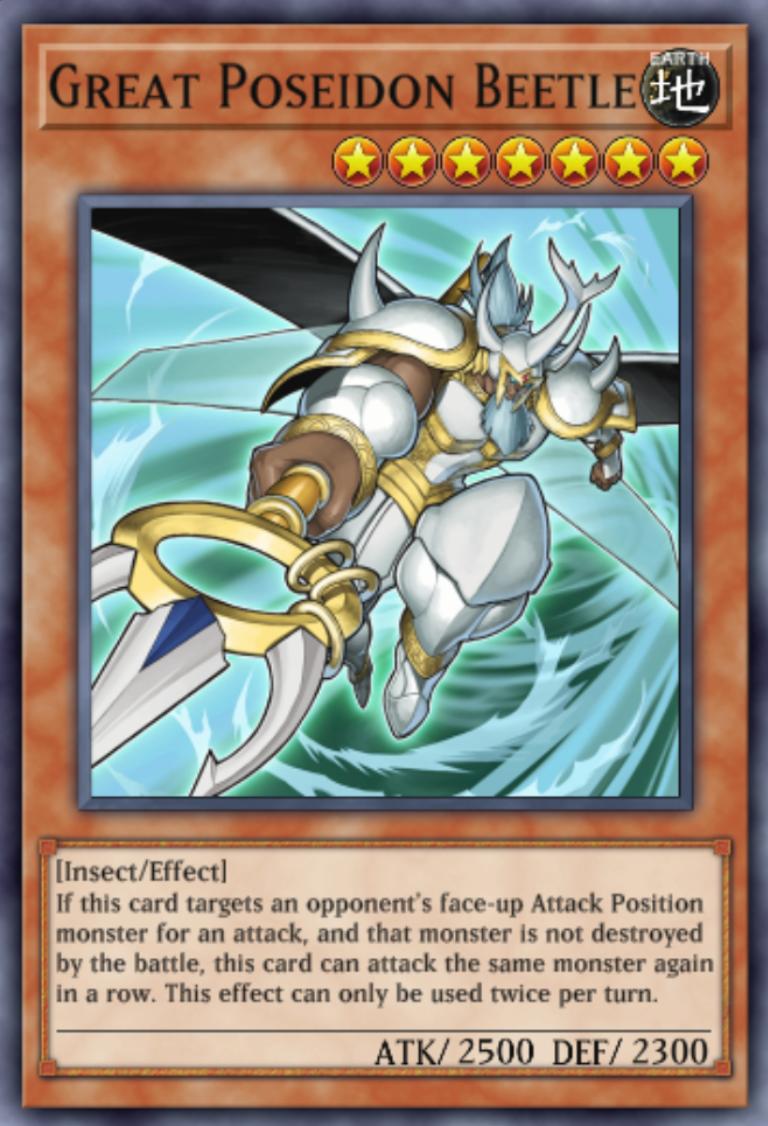 GREAT POSEIDON BEETLE
EARTH
地
[Insect/Effect]
If this card targets an opponent's face-up Attack Position
monster for an attack, and that monster is not destroyed
by the battle, this card can attack the same monster again
in a row. This effect can only be used twice per turn.
ATK/ 2500 DEF/ 2300